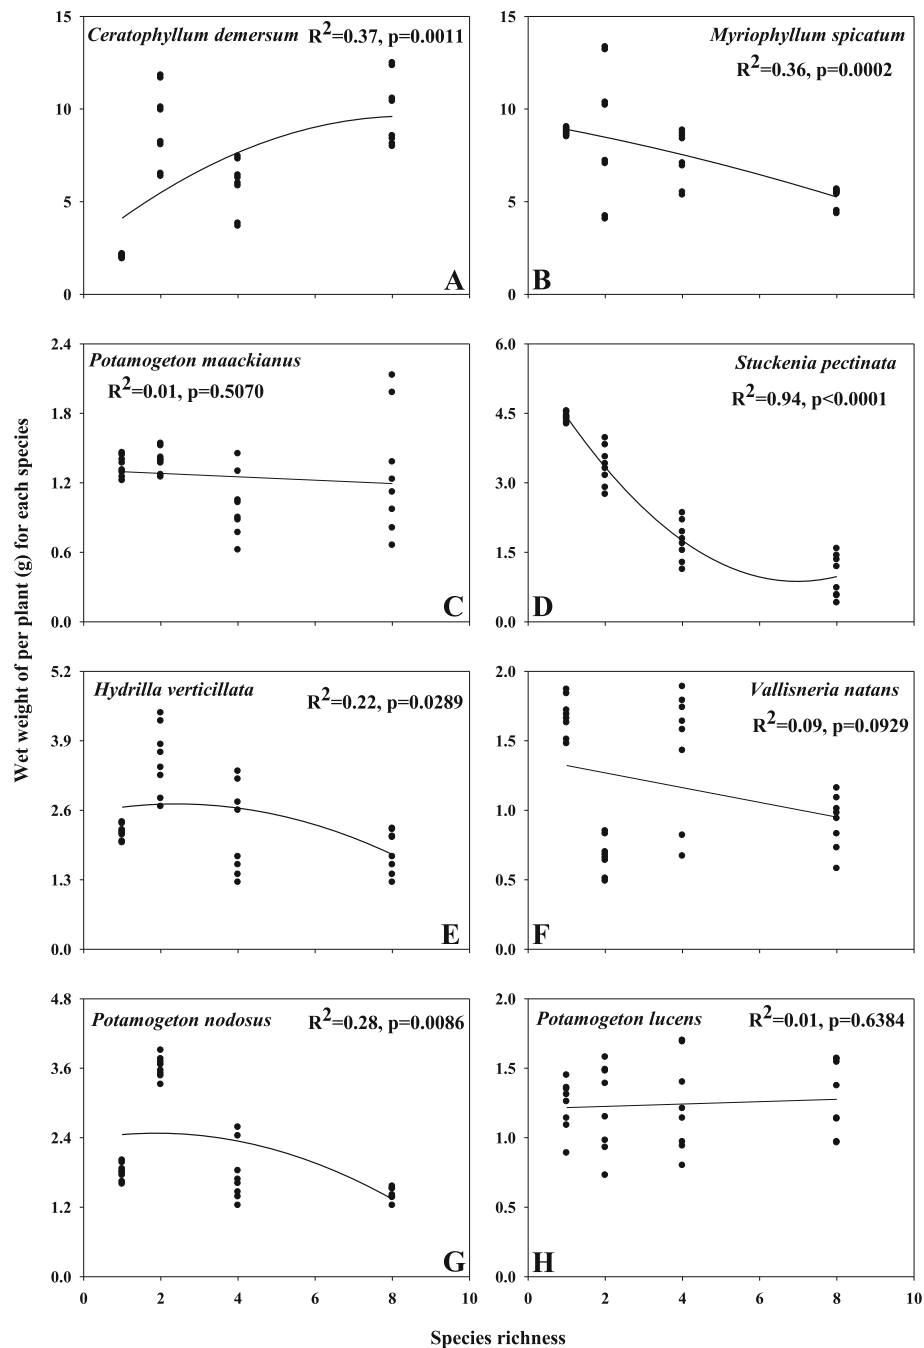 Wet weight of per plant (g) for each species
15
10
5
0
Ceratophyllum demersum R2=0.37, p=0.0011
A
15
10
5
0
Myriophyllum spicatum
R2=0.36, p=0.0002
B
2.4
1.8
1.2
0.6
0.0
Potamogeton maackianus
R2=0.01, p=0.5070
C
6.0
4.5
3.0
1.5
0.0
Stuckenia pectinata
R2=0.94, p<0.0001
D
5.2
3.9
2.6
1.3
0.0
Hydrilla verticillata
R2=0.22, p=0.0289
E
2.0
1.5
1.0
0.5
0.0
Vallisneria natans
R2=0.09, p=0.0929
F
4.8
3.6
2.4
1.2
0.0
Potamogeton nodosus R2=0.28, p=0.0086
G
0 2 4 6 8 10
2.0
1.5
1.0
0.5
0.0
Potamogeton lucens R2=0.01, p=0.6384
H
0 2 4 6 8 10
Species richness